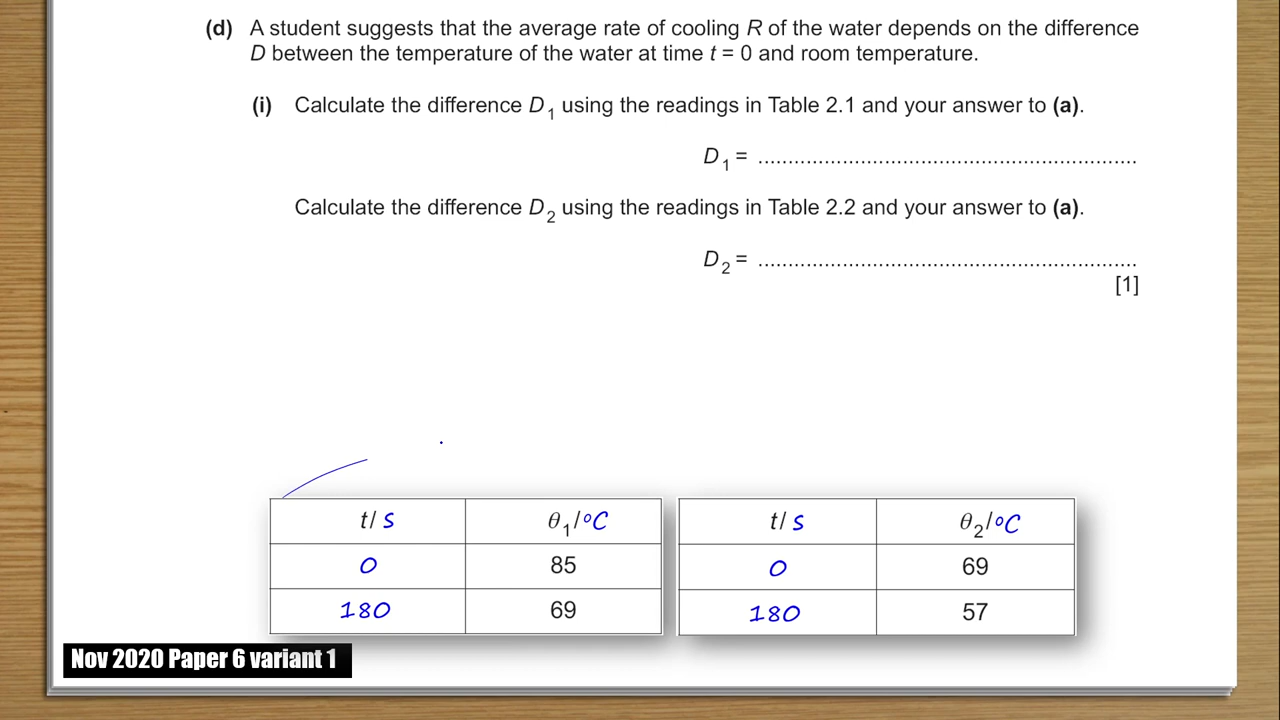 (d) A student suggests that the average rate of cooling R of the water depends on the difference
D between the temperature of the water at time t = 0 and room temperature.
(i) Calculate the difference D₁ using the readings in Table 2.1 and your answer to (a).
D₁ = ...............................................................
Calculate the difference D₂ using the readings in Table 2.2 and your answer to (a).
D₂ = ...............................................................
[1]
t/ s θ₁/°C t/ s θ₂/°C
0 85 0 69
180 69 180 57
Nov 2020 Paper 6 variant 1